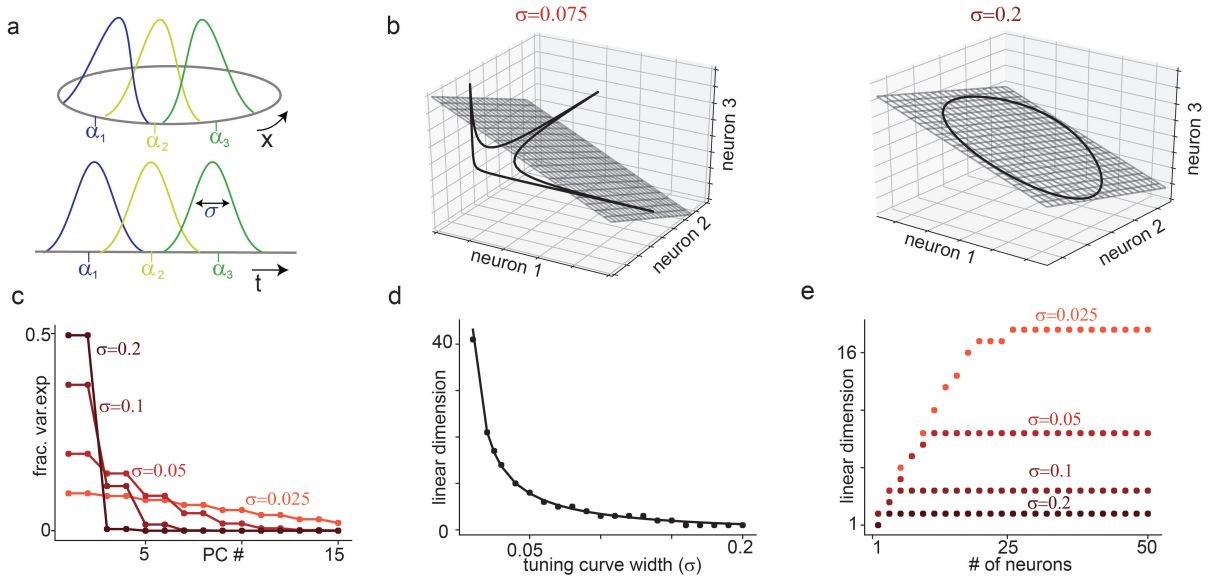 a
α₁
α₂
α₃
x
σ
α₁
α₂
α₃
t
b
σ=0.075
neuron 1
neuron 2
neuron 3
σ=0.2
neuron 1
neuron 2
neuron 3
c
frac. var.exp
0.5
0
σ=0.2
σ=0.1
σ=0.05
σ=0.025
5
PC #
15
d
linear dimension
40
0
0.05
0.2
tuning curve width (σ)
e
linear dimension
16
1
σ=0.025
σ=0.05
σ=0.1
σ=0.2
1
25
50
# of neurons